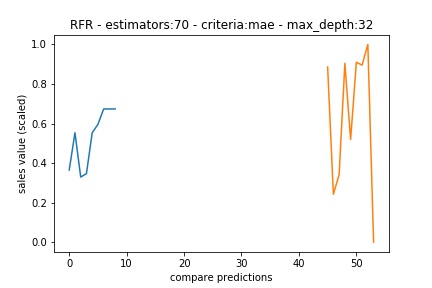 RFR - estimators:70 - criteria:mae - max_depth:32
1.0
0.8
0.6
0.4
0.2
0.0
sales value (scaled)
0 10 20 30 40 50
compare predictions